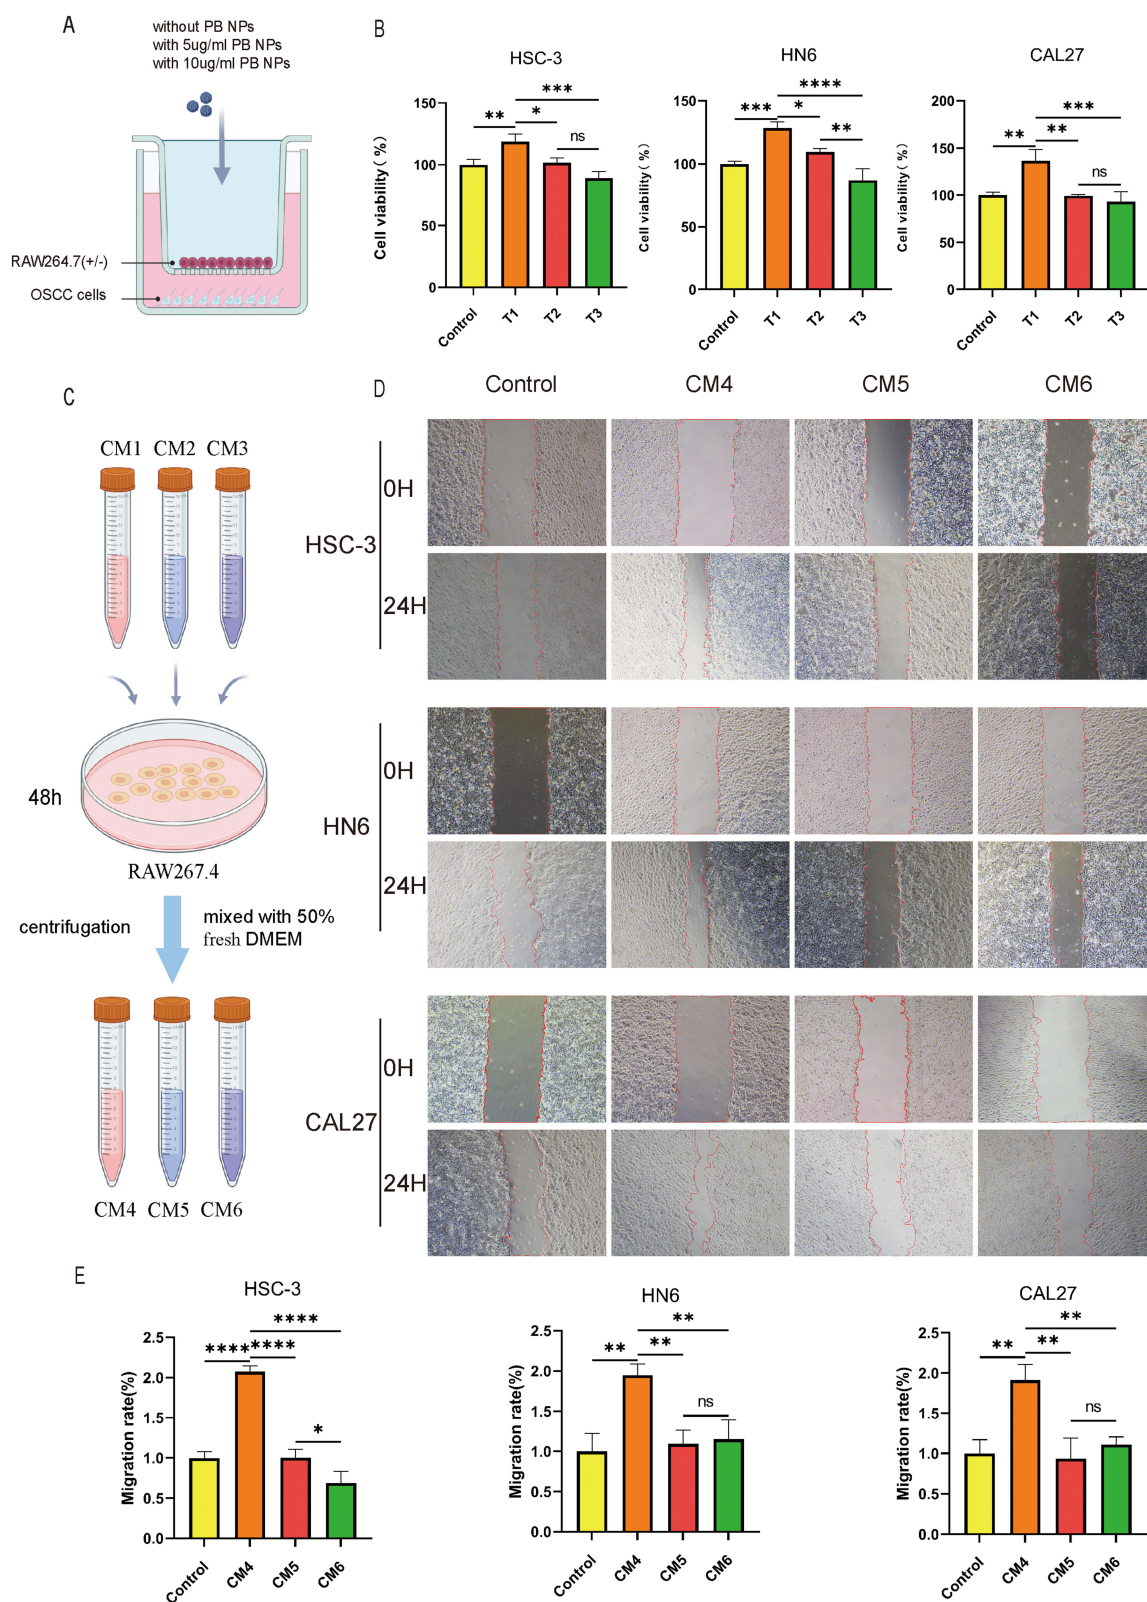 A
without PB NPs
with 5ug/ml PB NPs
with 10ug/ml PB NPs
RAW264.7(+/-)
OSCC cells
B
HSC-3
Cell viability ( %)
150
100
50
0
** * *** ns
Control T1 T2 T3
HN6
Cell viability ( %)
150
100
50
0
*** * **** **
Control T1 T2 T3
CAL27
Cell viability ( %)
200
150
100
50
0
** ** *** ns
Control T1 T2 T3
C
CM1 CM2 CM3
48h
RAW267.4
centrifugation
mixed with 50%
fresh DMEM
CM4 CM5 CM6
D
Control CM4 CM5 CM6
HSC-3
0H
24H
HN6
0H
24H
CAL27
0H
24H
E
HSC-3
Migration rate(%)
2.5
2.0
1.5
1.0
0.5
0.0
**** **** **** *
Control CM4 CM5 CM6
HN6
Migration rate(%)
2.5
2.0
1.5
1.0
0.5
0.0
** ** ** ns
Control CM4 CM5 CM6
CAL27
Migration rate(%)
2.5
2.0
1.5
1.0
0.5
0.0
** ** ** ns
Control CM4 CM5 CM6